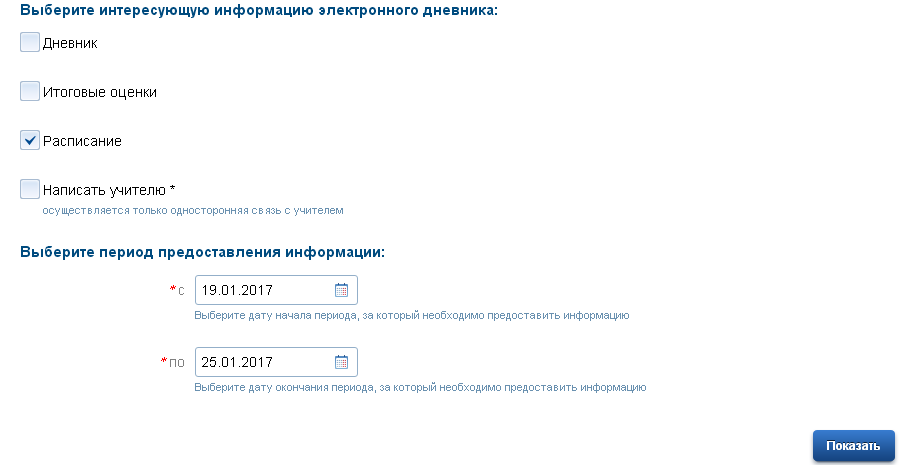 Выберите интересующую информацию электронного дневника:
Дневник
Итоговые оценки
Расписание
Написать учителю *
осуществляется только односторонняя связь с учителем
Выберите период предоставления информации:
* с 19.01.2017
Выберите дату начала периода, за который необходимо предоставить информацию
* по 25.01.2017
Выберите дату окончания периода, за который необходимо предоставить информацию
Показать